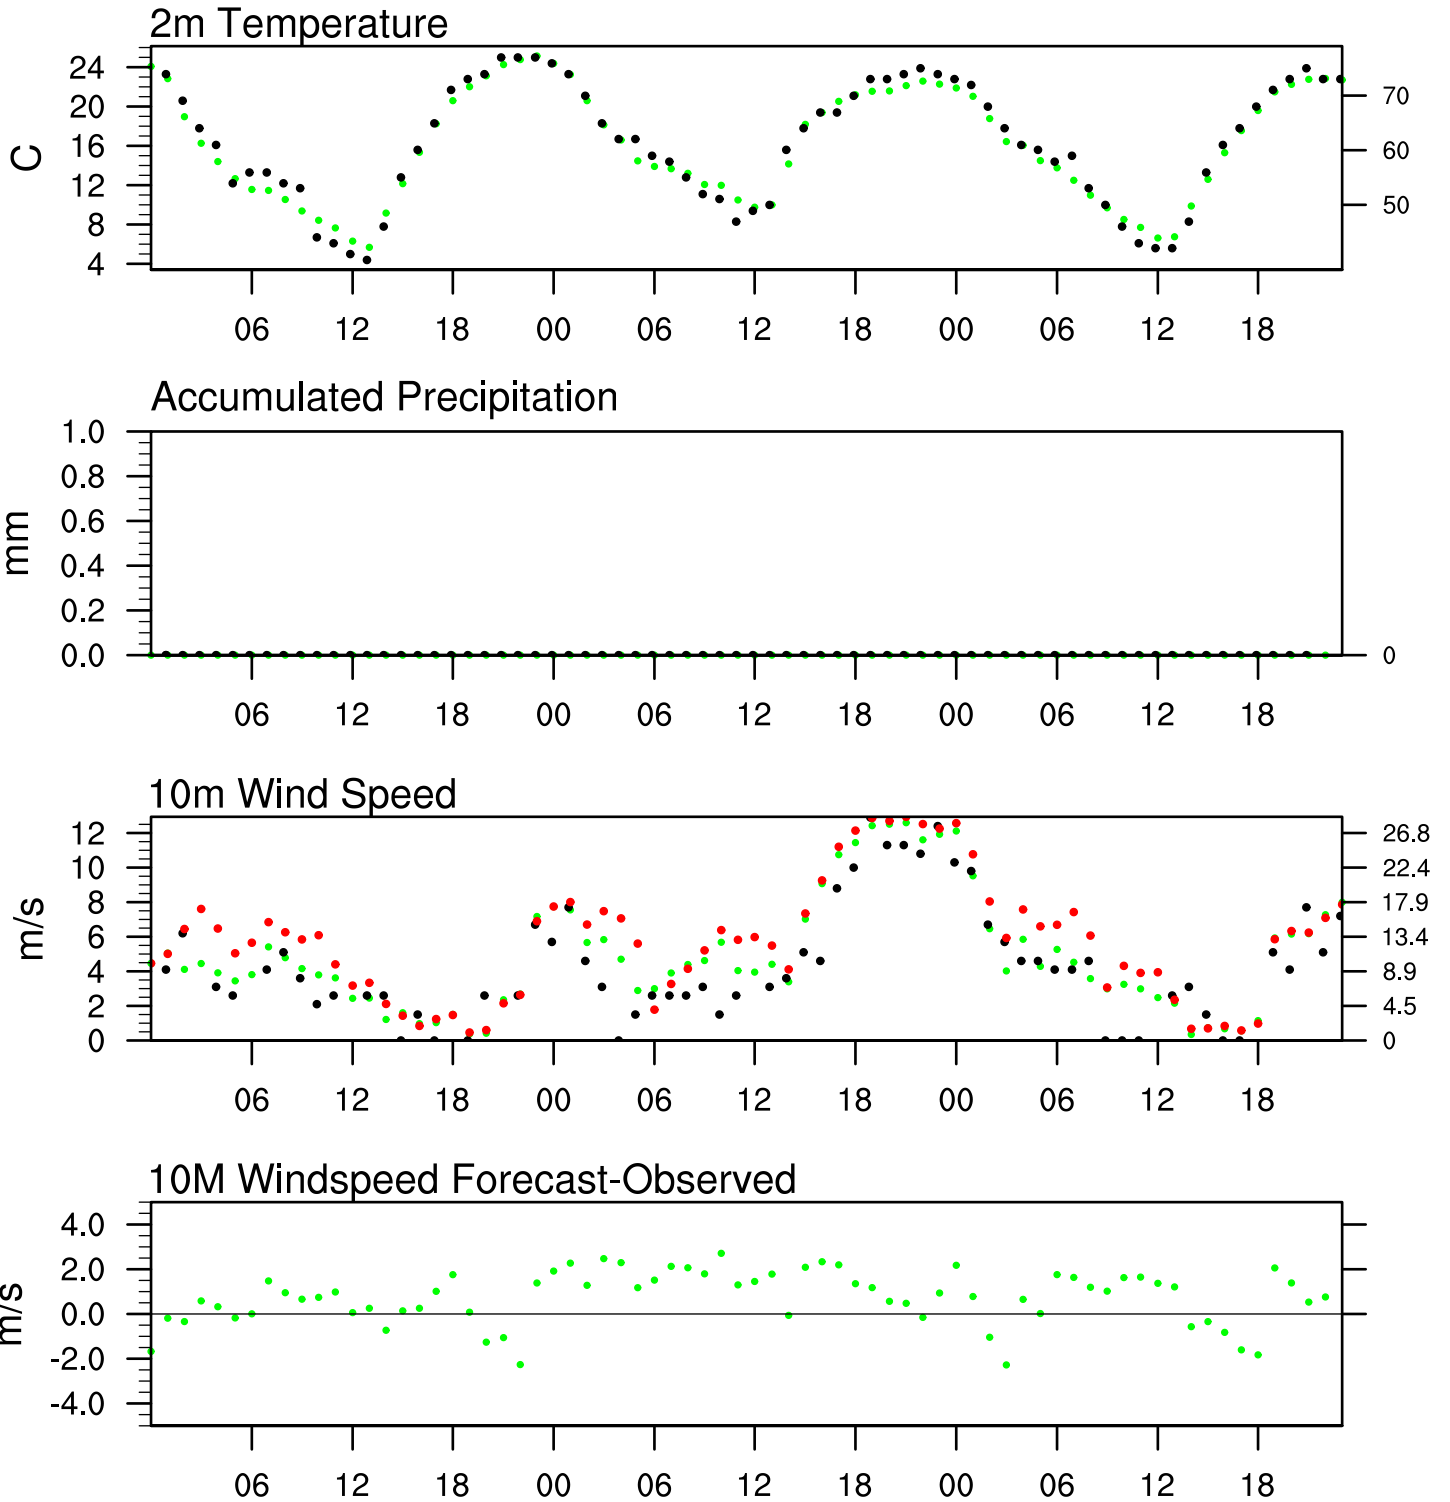 2m Temperature
24
20
16
12
8
4
C
70
60
50
06 12 18 00 06 12 18 00 06 12 18
Accumulated Precipitation
1.0
0.8
0.6
0.4
0.2
0.0
mm
0
06 12 18 00 06 12 18 00 06 12 18
10m Wind Speed
12
10
8
6
4
2
0
m/s
26.8
22.4
17.9
13.4
8.9
4.5
0
06 12 18 00 06 12 18 00 06 12 18
10M Windspeed Forecast-Observed
4.0
2.0
0.0
-2.0
-4.0
m/s
06 12 18 00 06 12 18 00 06 12 18